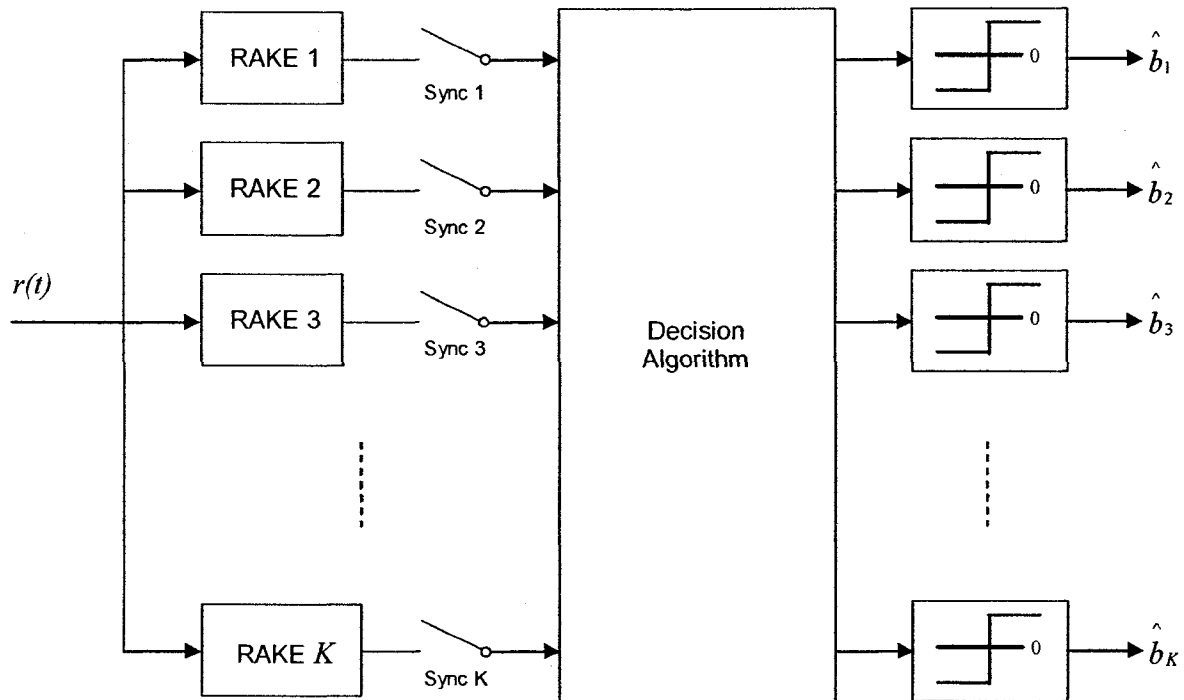 RAKE 1
Sync 1
0
b̂1
RAKE 2
Sync 2
0
b̂2
r(t)
RAKE 3
Sync 3
Decision
Algorithm
0
b̂3
RAKE K
Sync K
0
b̂K